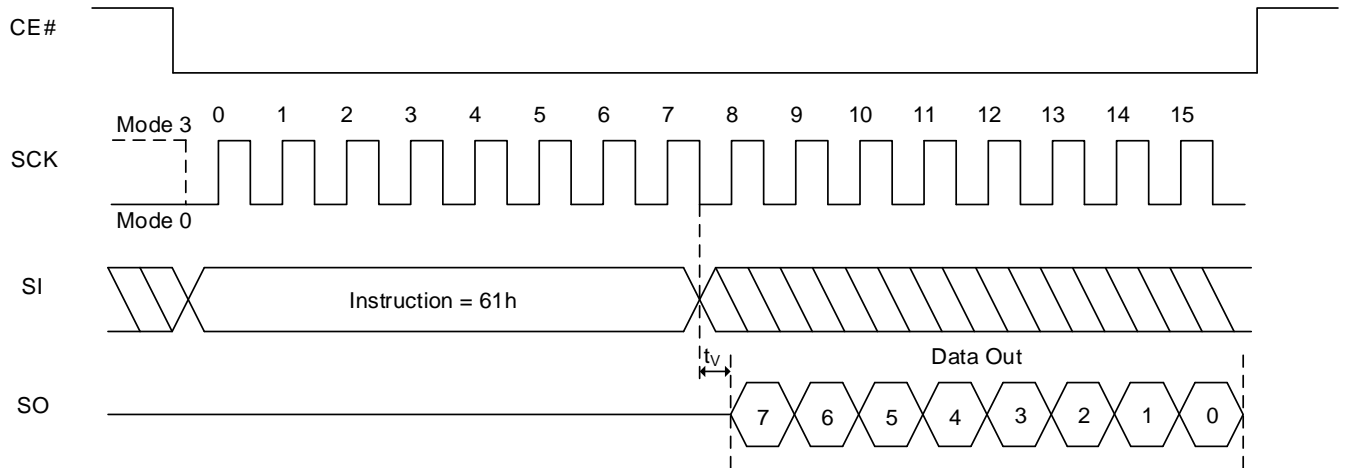 CE#
0 1 2 3 4 5 6 7 8 9 10 11 12 13 14 15
Mode 3
SCK
Mode 0
SI
Instruction = 61h
tV
Data Out
SO
7 6 5 4 3 2 1 0